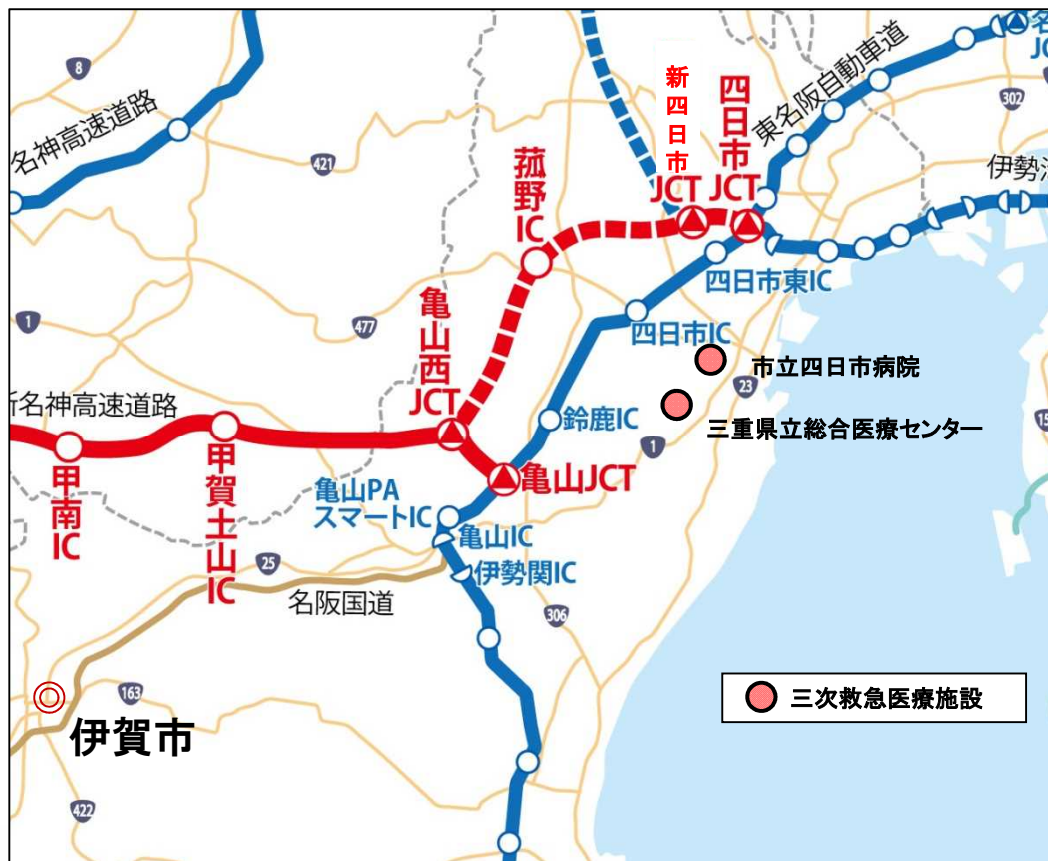 名
JCT
8
302
東名阪自動車道
名神高速道路
421
新四日市
JCT
四日市
JCT
菰野
IC
伊勢
四日市東IC
1
477
亀山西
JCT
四日市IC
市立四日市病院
23
新名神高速道路
鈴鹿IC
三重県立総合医療センター
1
15
甲南
IC
甲賀土山
IC
亀山JCT
亀山PA
スマートIC
亀山IC
25
伊勢関IC
名阪国道
306
163
伊賀市
三次救急医療施設
422